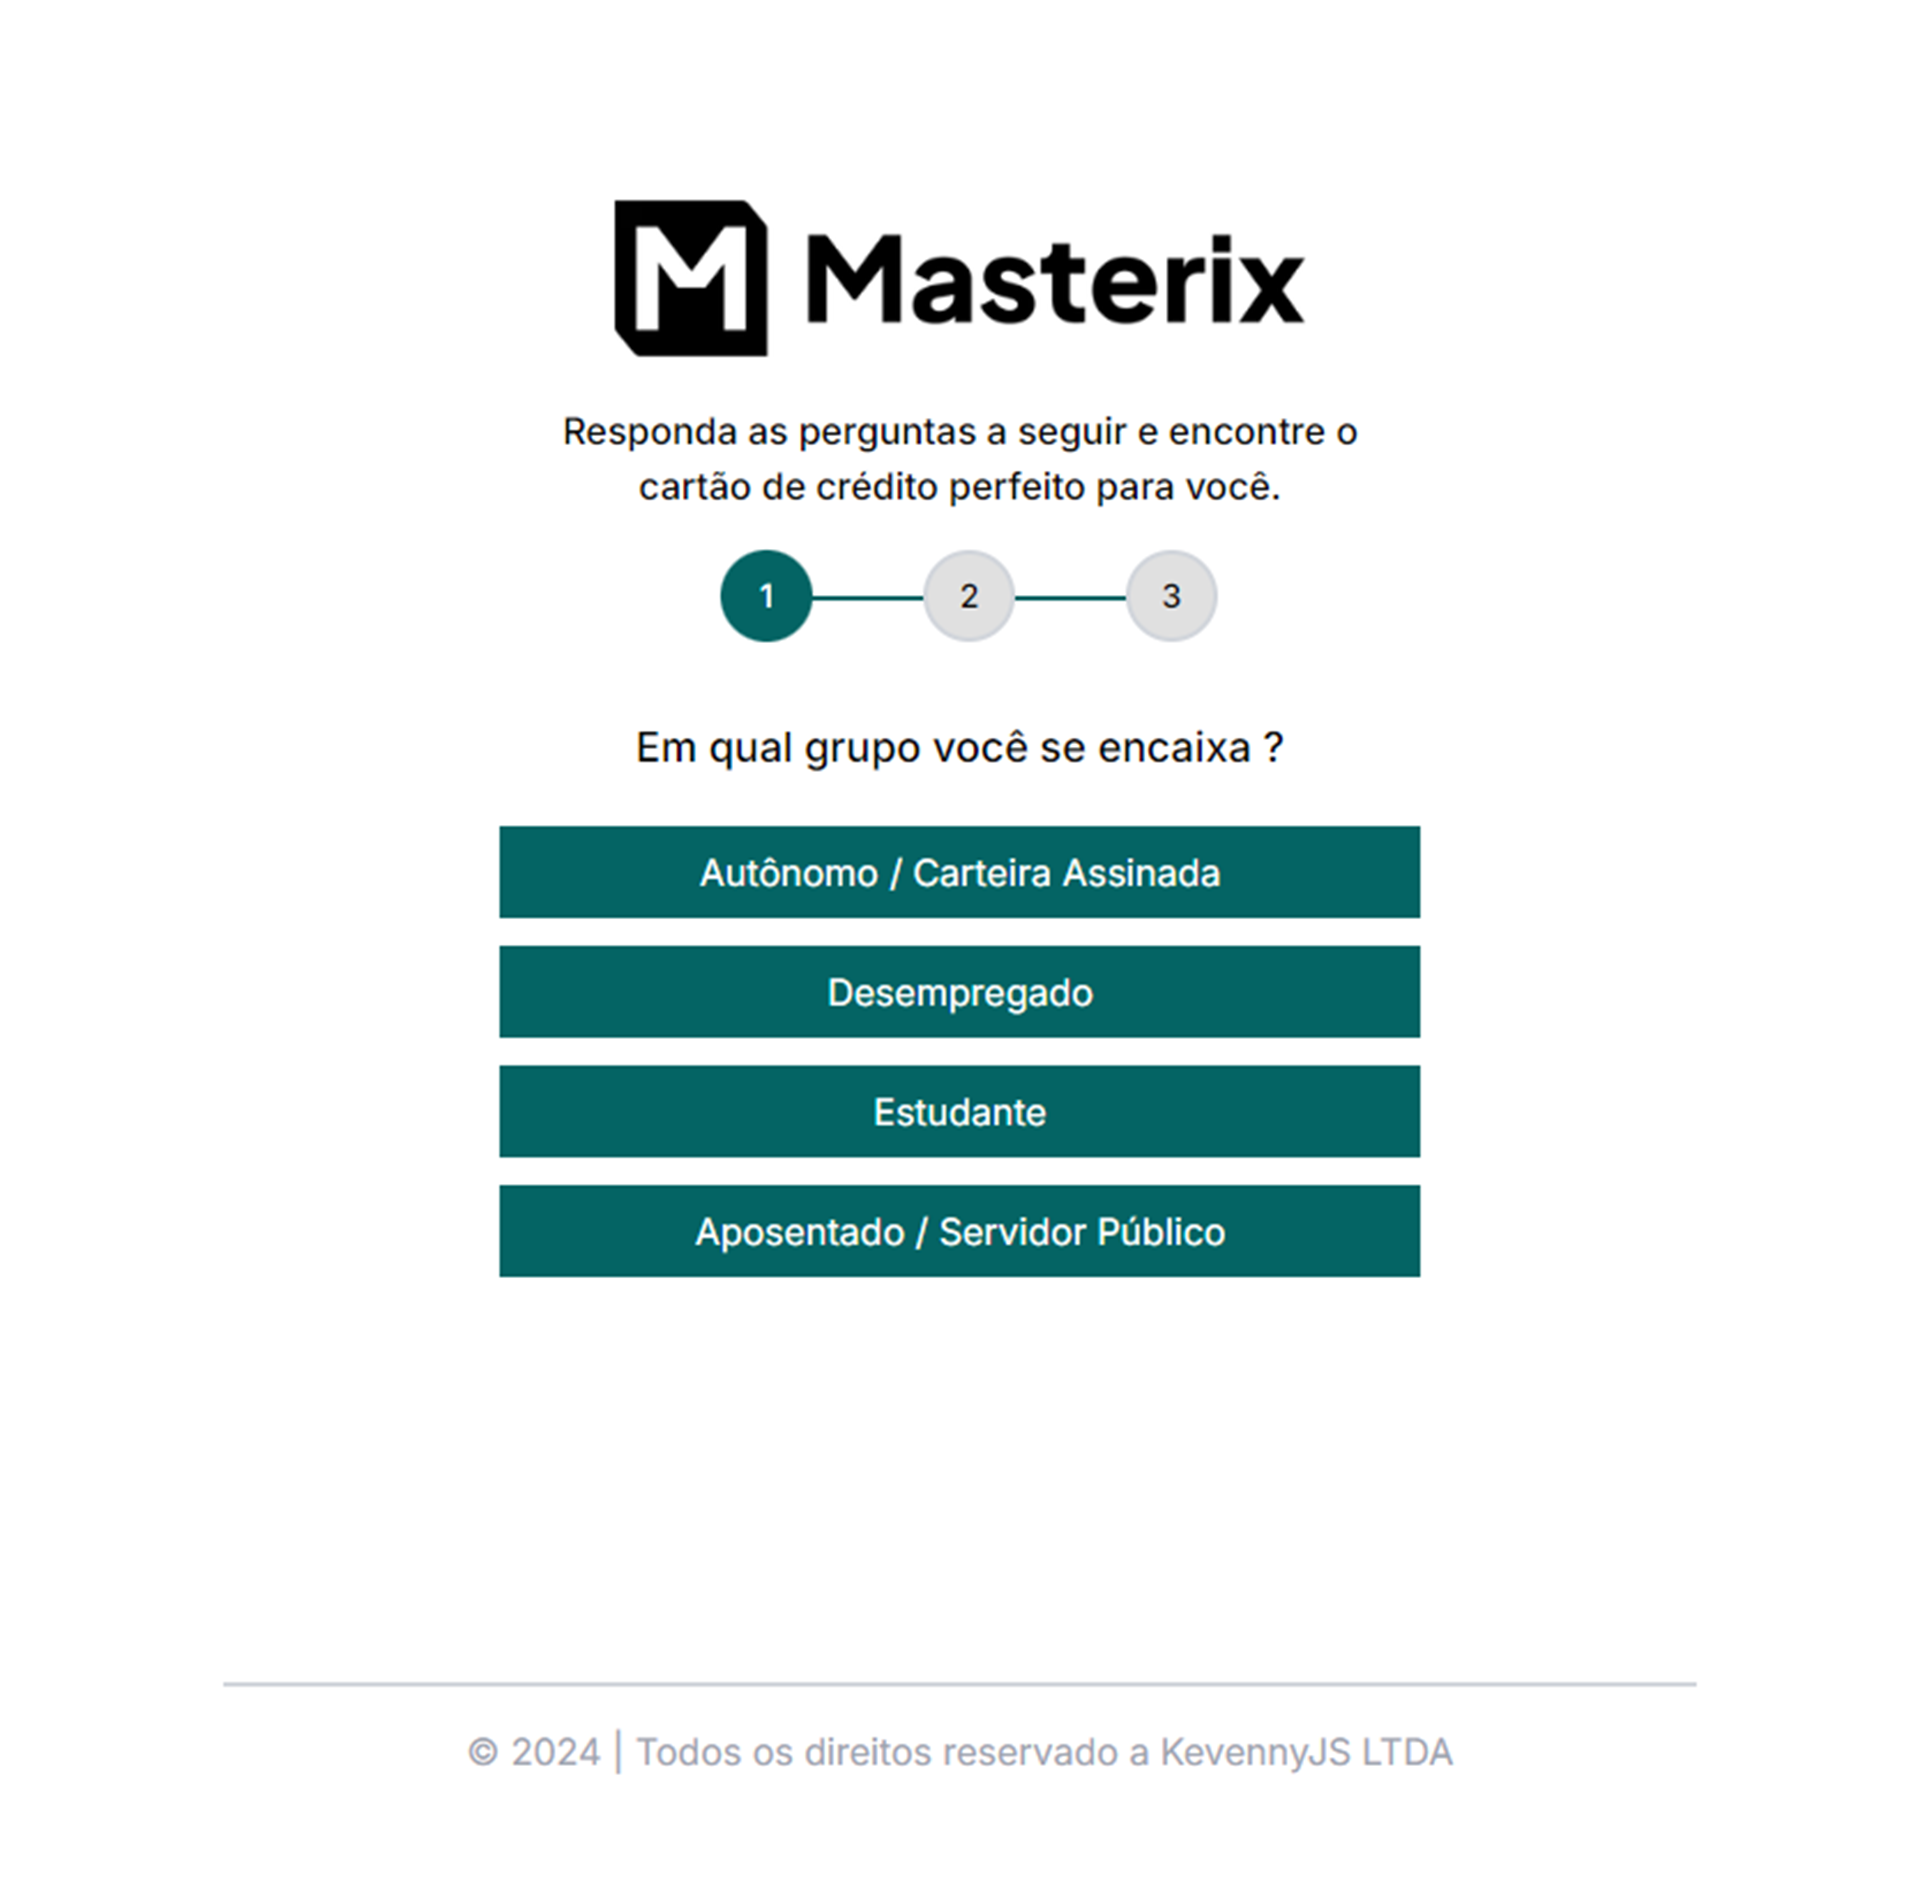 M Masterix
Responda as perguntas a seguir e encontre o
cartão de crédito perfeito para você.
1 2 3
Em qual grupo você se encaixa ?
Autônomo / Carteira Assinada
Desempregado
Estudante
Aposentado / Servidor Público
© 2024 | Todos os direitos reservado a KevennyJS LTDA